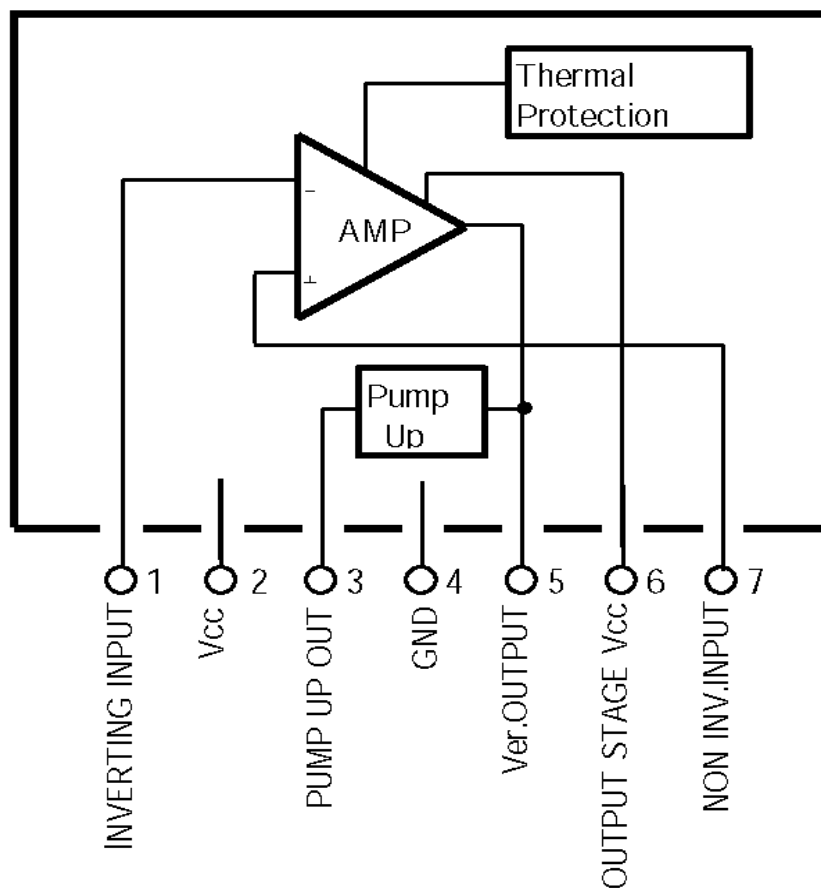 Thermal
Protection
−
AMP
+
Pump
Up
1
2
3
4
5
6
7
INVERTING INPUT
Vcc
PUMP UP OUT
GND
Ver.OUTPUT
OUTPUT STAGE Vcc
NON INV.INPUT